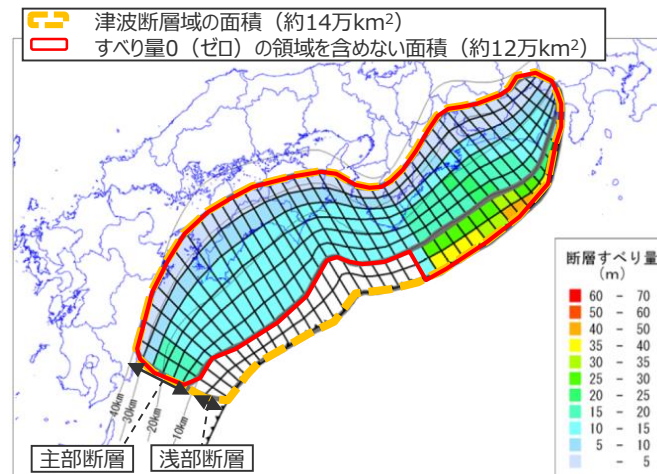 津波断層域の面積（約14万km²）
すべり量0（ゼロ）の領域を含めない面積（約12万km²）
断層すべり量
（m）
60 - 70
50 - 60
40 - 50
35 - 40
30 - 35
25 - 30
20 - 25
15 - 20
10 - 15
5 - 10
- 5
40km
30km
20km
10km
主部断層
浅部断層